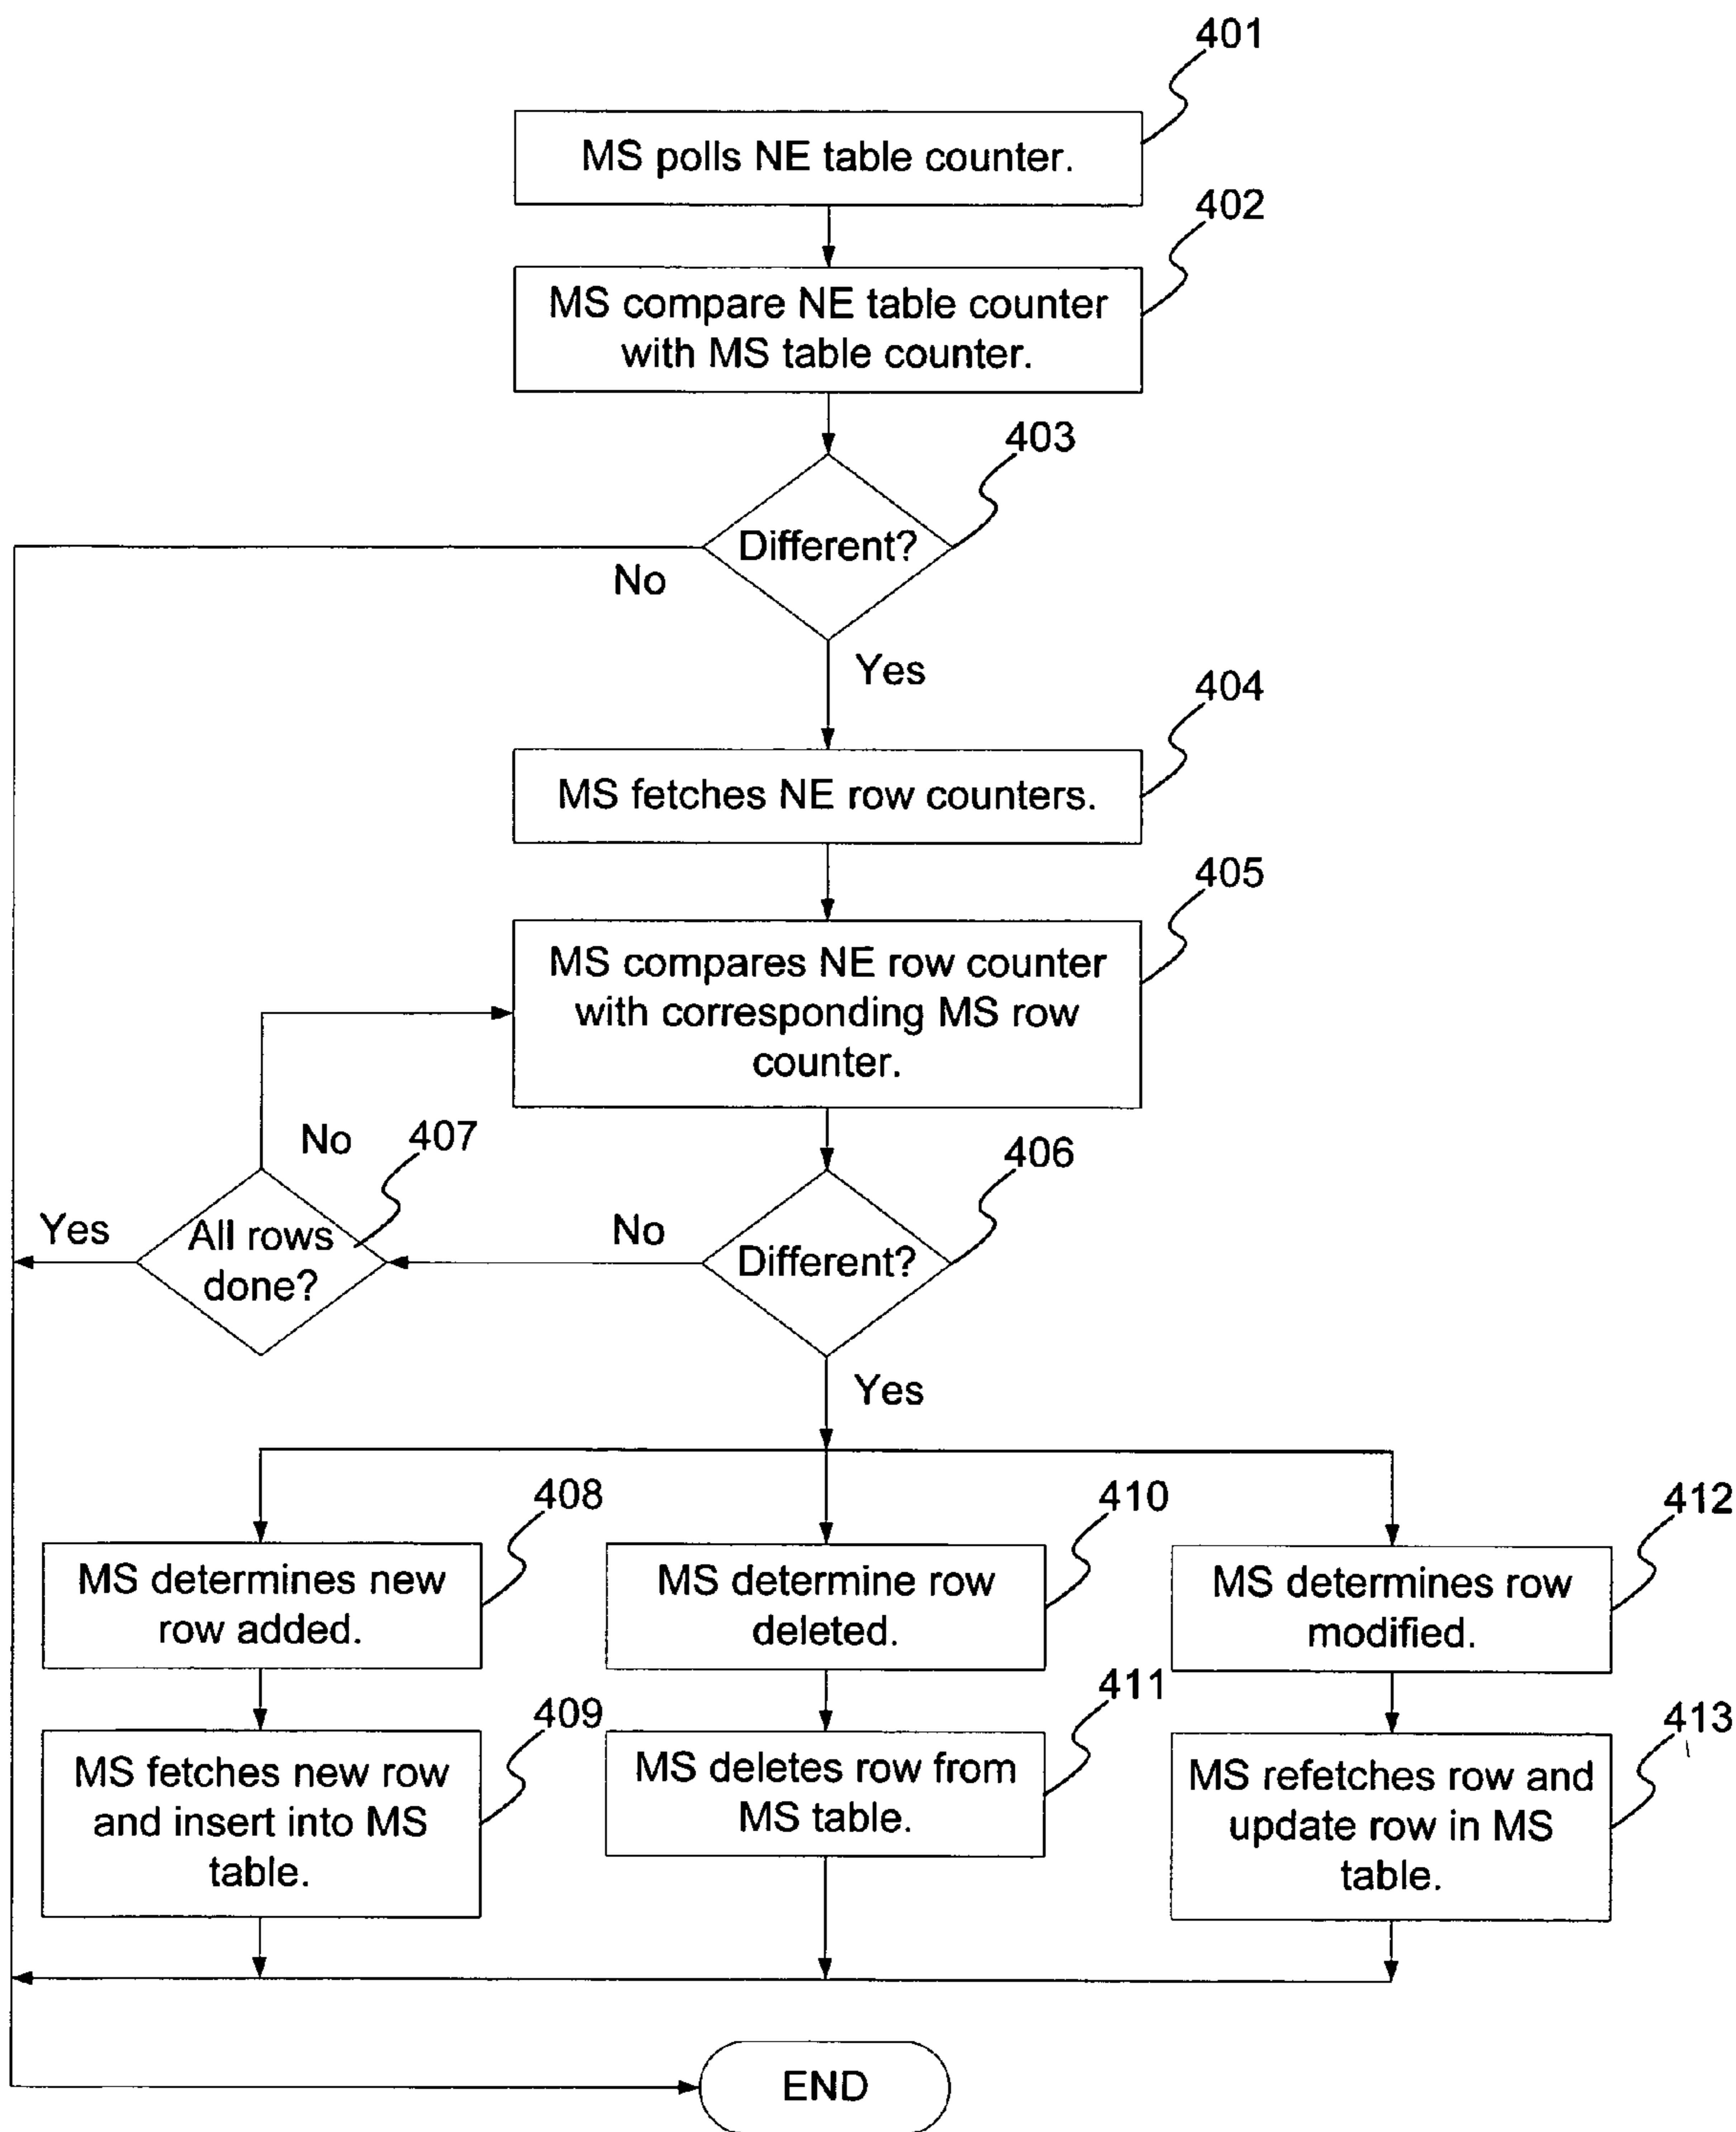 401
MS polls NE table counter.
402
MS compare NE table counter
with MS table counter.
403
Different?
No
Yes
404
MS fetches NE row counters.
405
MS compares NE row counter
with corresponding MS row
counter.
No
407
406
Yes
All rows
done?
No
Different?
Yes
408
410
412
MS determines new
row added.
MS determine row
deleted.
MS determines row
modified.
409
411
413
MS fetches new row
and insert into MS
table.
MS deletes row from
MS table.
MS refetches row and
update row in MS
table.
END